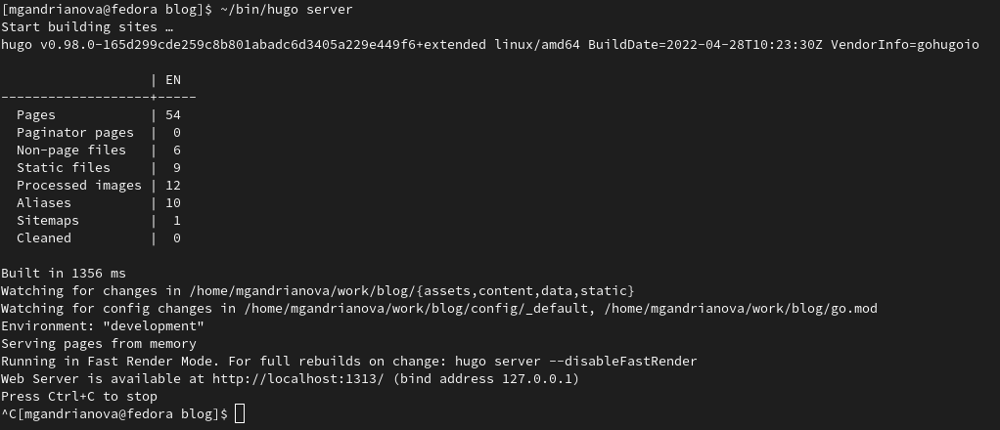 [mgandrianova@fedora blog]$ ~/bin/hugo server
Start building sites …
hugo v0.98.0-165d299cde259c8b801abadc6d3405a229e449f6+extended linux/amd64 BuildDate=2022-04-28T10:23:30Z VendorInfo=gohugoio

                   | EN
-------------------+-----
  Pages            | 54
  Paginator pages  |  0
  Non-page files   |  6
  Static files     |  9
  Processed images | 12
  Aliases          | 10
  Sitemaps         |  1
  Cleaned          |  0

Built in 1356 ms
Watching for changes in /home/mgandrianova/work/blog/{assets,content,data,static}
Watching for config changes in /home/mgandrianova/work/blog/config/_default, /home/mgandrianova/work/blog/go.mod
Environment: "development"
Serving pages from memory
Running in Fast Render Mode. For full rebuilds on change: hugo server --disableFastRender
Web Server is available at http://localhost:1313/ (bind address 127.0.0.1)
Press Ctrl+C to stop
^C[mgandrianova@fedora blog]$